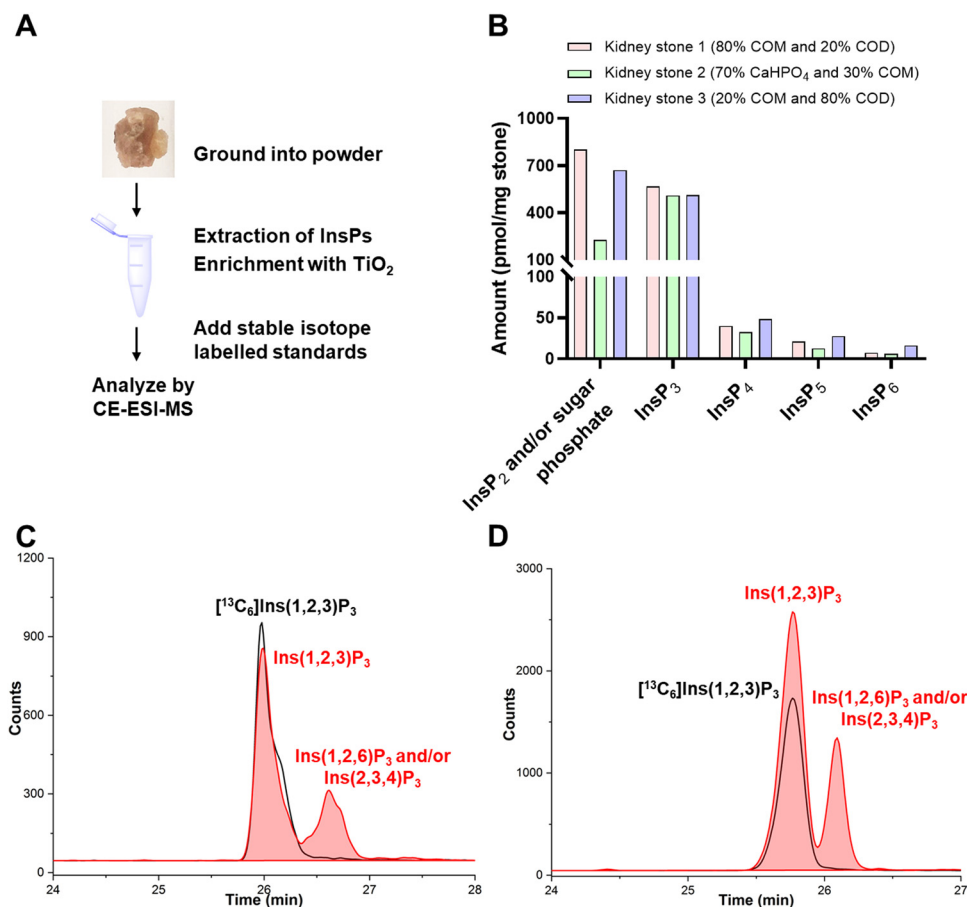 A
Ground into powder
Extraction of InsPs
Enrichment with TiO₂
Add stable isotope
labelled standards
Analyze by
CE-ESI-MS
B
Kidney stone 1 (80% COM and 20% COD)
Kidney stone 2 (70% CaHPO₄ and 30% COM)
Kidney stone 3 (20% COM and 80% COD)
Amount (pmol/mg stone)
1000
700
400
100
100
50
0
InsP₂ and/or sugar
phosphate
InsP₃
InsP₄
InsP₅
InsP₆
C
Counts
1200
900
600
300
0
[¹³C₆]Ins(1,2,3)P₃
Ins(1,2,3)P₃
Ins(1,2,6)P₃ and/or
Ins(2,3,4)P₃
24 25 26 27 28
Time (min)
D
Counts
3000
2000
1000
0
Ins(1,2,3)P₃
[¹³C₆]Ins(1,2,3)P₃
Ins(1,2,6)P₃ and/or
Ins(2,3,4)P₃
24 25 26 27
Time (min)